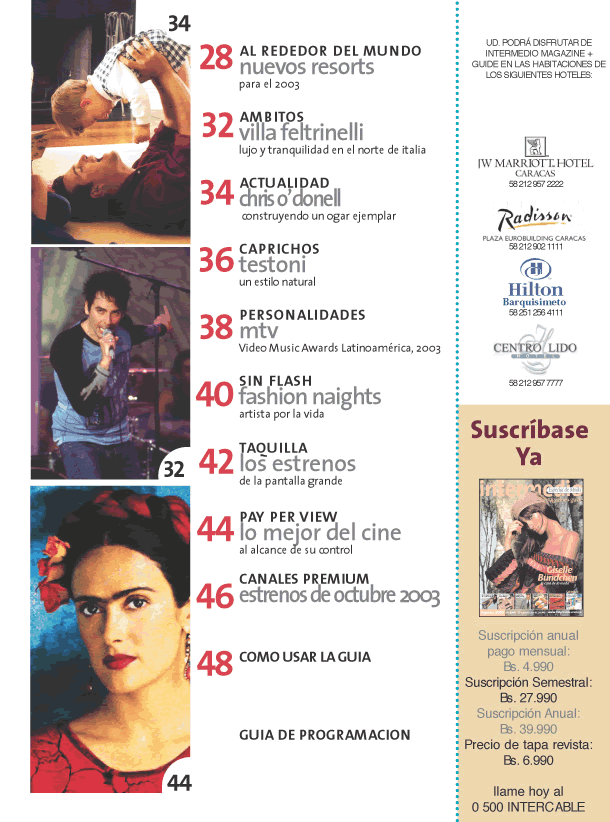 34
28 AL REDEDOR DEL MUNDO
nuevos resorts
para el 2003
32 AMBITOS
villa feltrinelli
lujo y tranquilidad en el norte de italia
34 ACTUALIDAD
chris o'donell
construyendo un ogar ejemplar
36 CAPRICHOS
testoni
un estilo natural
38 PERSONALIDADES
mtv
Video Music Awards Latinoamérica, 2003
40 SIN FLASH
fashion naights
artista por la vida
32
42 TAQUILLA
los estrenos
de la pantalla grande
44 PAY PER VIEW
lo mejor del cine
al alcance de su control
46 CANALES PREMIUM
estrenos de octubre 2003
48 COMO USAR LA GUIA
GUIA DE PROGRAMACION
44
UD. PODRÁ DISFRUTAR DE
INTERMEDIO MAGAZINE +
GUIDE EN LAS HABITACIONES DE
LOS SIGUIENTES HOTELES:
JW MARRIOTT. HOTEL
CARACAS
58 212 957 2222
Radisson
PLAZA EUROBUILDING CARACAS
58 212 902 1111
Hilton
Barquisimeto
58 251 256 4111
CENTRO LIDO
HOTEL
58 212 957 7777
Suscríbase
Ya
Giselle
Bundchen
Suscripción anual
pago mensual:
Bs. 4.990
Suscripción Semestral:
Bs. 27.990
Suscripción Anual:
Bs. 39.990
Precio de tapa revista:
Bs. 6.990
llame hoy al
0 500 INTERCABLE